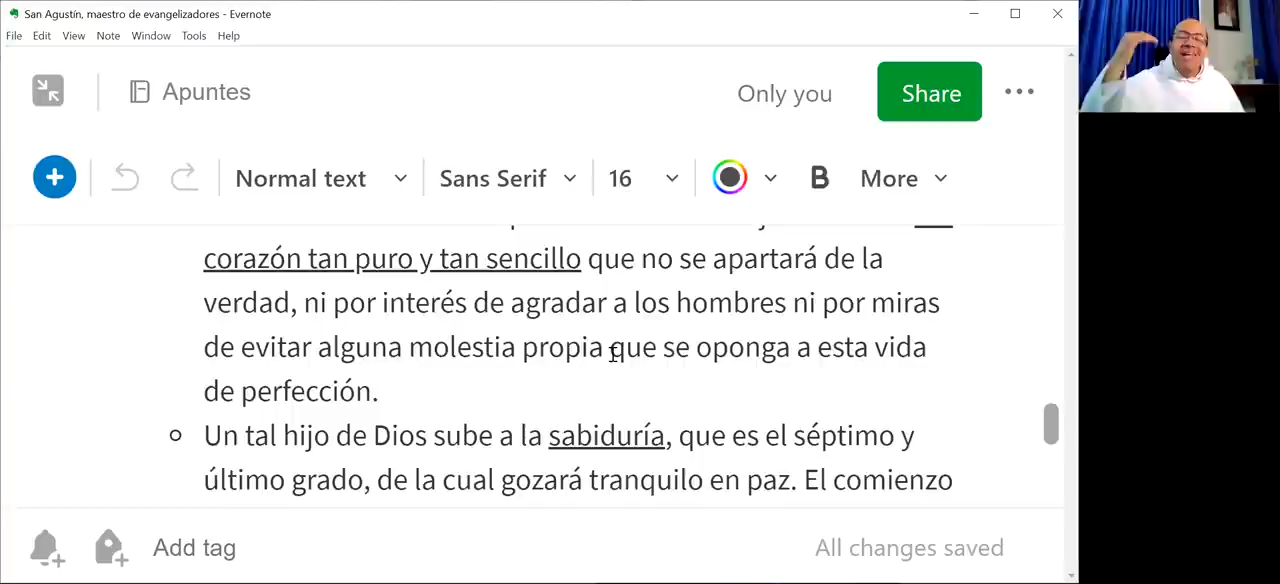 San Agustín, maestro de evangelizadores - Evernote
File Edit View Note Window Tools Help
Apuntes
Only you
Share
Normal text
Sans Serif
16
B
More
corazón tan puro y tan sencillo que no se apartará de la
verdad, ni por interés de agradar a los hombres ni por miras
de evitar alguna molestia propia que se oponga a esta vida
de perfección.
Un tal hijo de Dios sube a la sabiduría, que es el séptimo y
último grado, de la cual gozará tranquilo en paz. El comienzo
Add tag
All changes saved